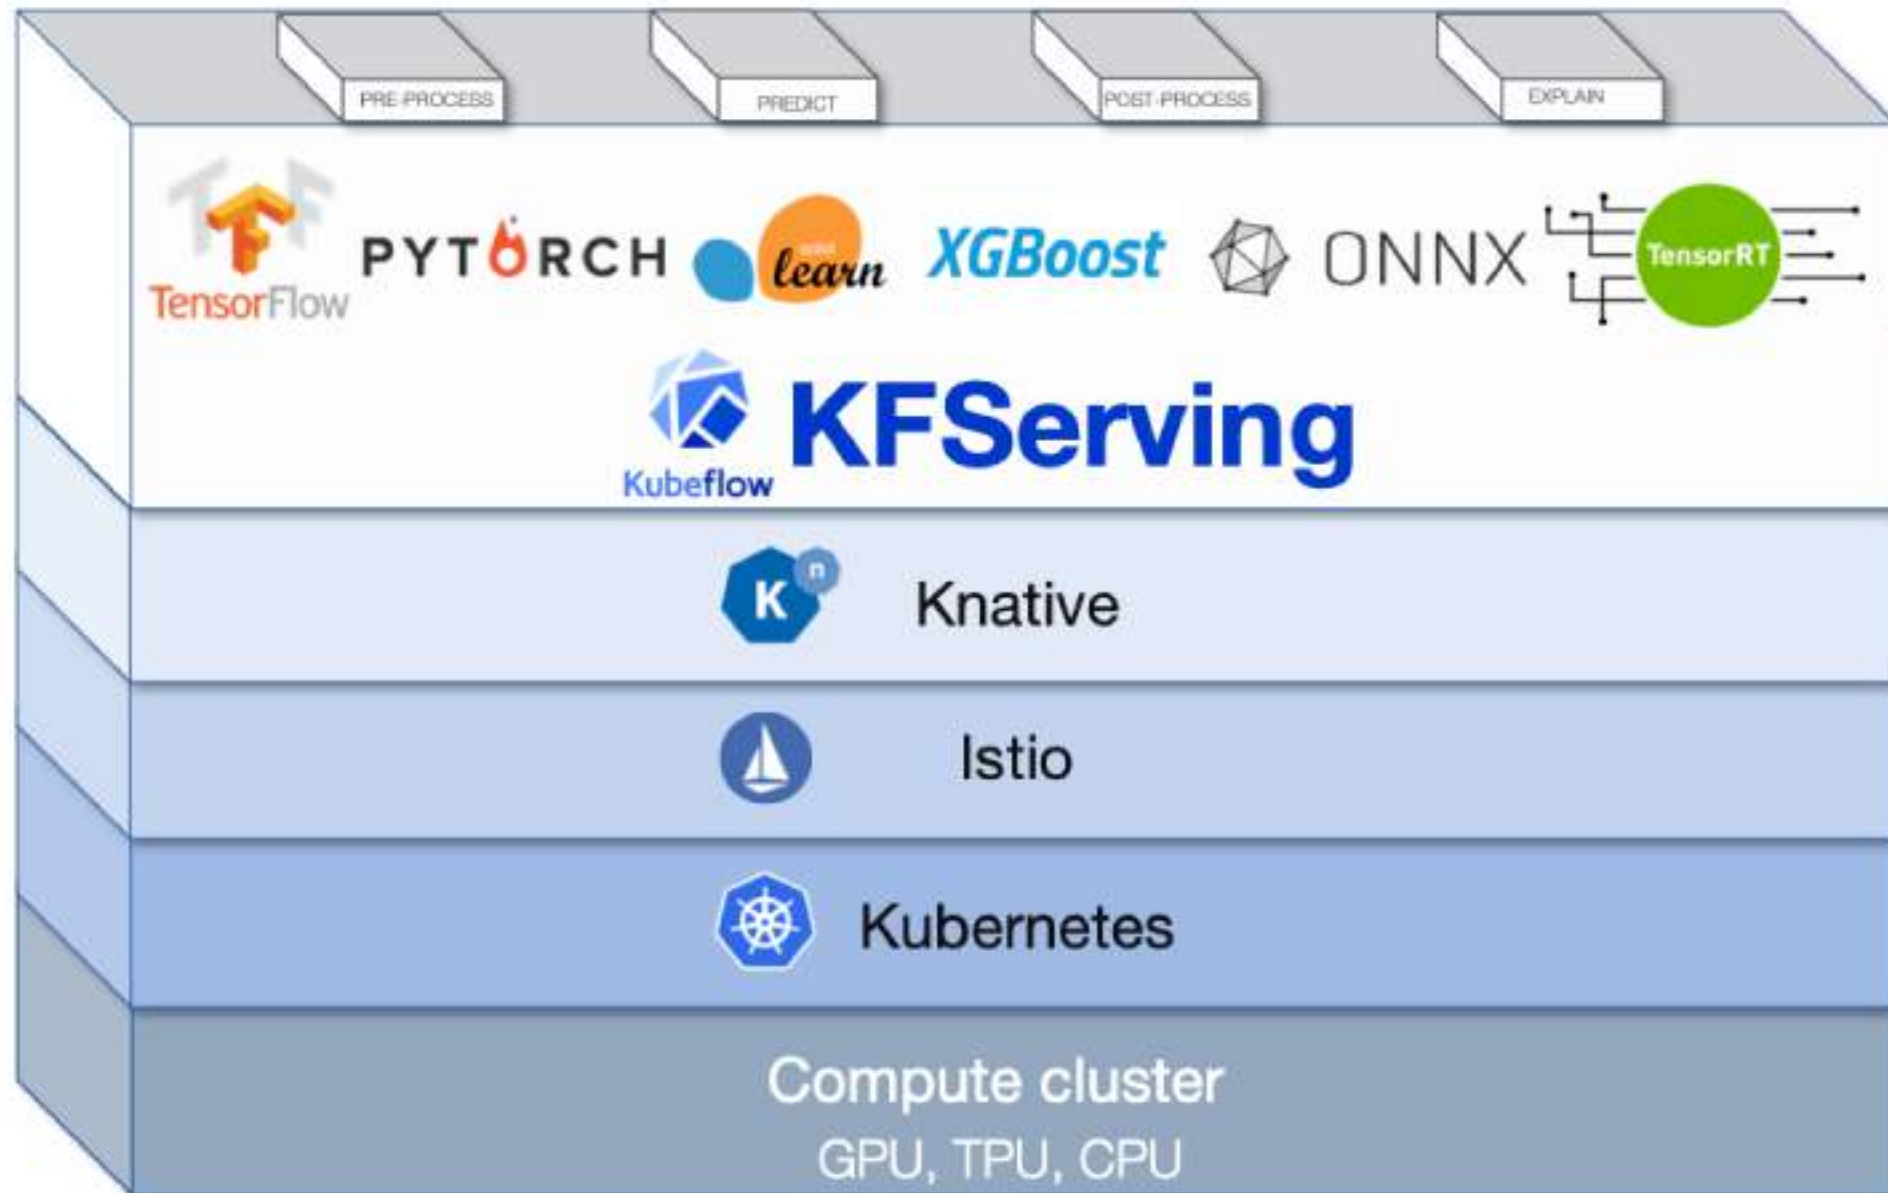 PRE-PROCESS
PREDICT
POST-PROCESS
EXPLAIN
TF
TensorFlow
PYTORCH
learn
XGBoost
ONNX
TensorRT
Kubeflow
KFServing
K n
Knative
Istio
Kubernetes
Compute cluster
GPU, TPU, CPU